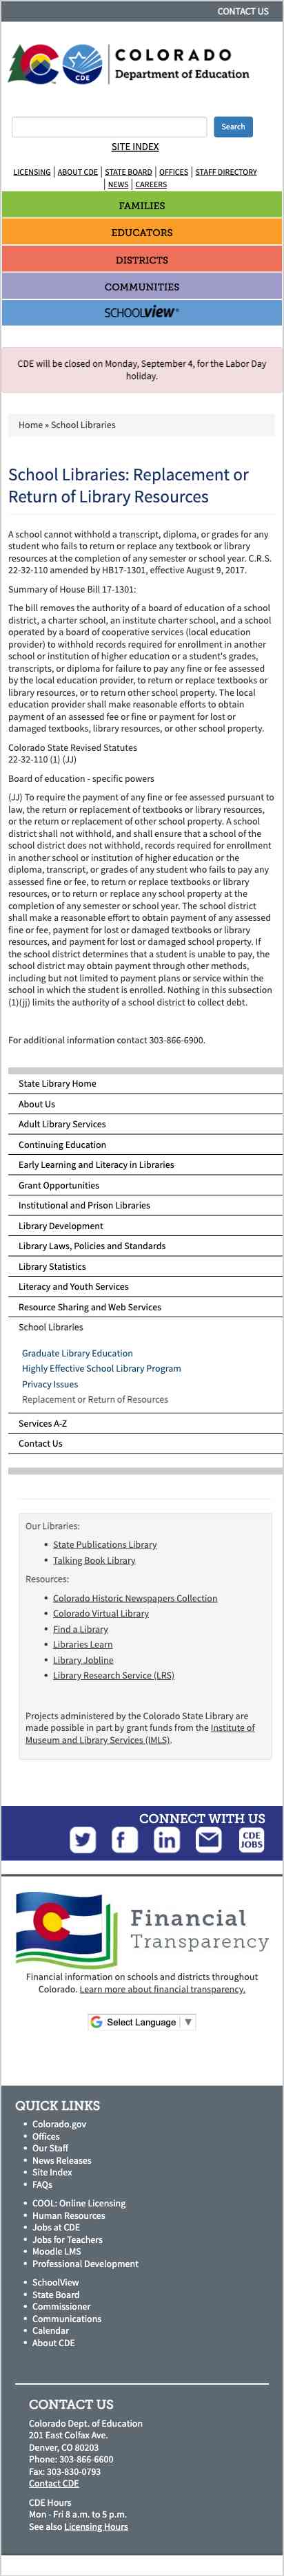 CONTACT US
COLORADO
Department of Education
CDE
Search
SITE INDEX
LICENSING | ABOUT CDE | STATE BOARD | OFFICES | STAFF DIRECTORY
| NEWS | CAREERS
FAMILIES
EDUCATORS
DISTRICTS
COMMUNITIES
SCHOOLVIEW®
CDE will be closed on Monday, September 4, for the Labor Day
holiday.
Home » School Libraries
School Libraries: Replacement or
Return of Library Resources
A school cannot withhold a transcript, diploma, or grades for any
student who fails to return or replace any textbook or library
resources at the completion of any semester or school year. C.R.S.
22-32-110 amended by HB17-1301, effective August 9, 2017.
Summary of House Bill 17-1301:
The bill removes the authority of a board of education of a school
district, a charter school, an institute charter school, and a school
operated by a board of cooperative services (local education
provider) to withhold records required for enrollment in another
school or institution of higher education or a student's grades,
transcripts, or diploma for failure to pay any fine or fee assessed
by the local education provider, to return or replace textbooks or
library resources, or to return other school property. The local
education provider shall make reasonable efforts to obtain
payment of an assessed fee or fine or payment for lost or
damaged textbooks, library resources, or other school property.
Colorado State Revised Statutes
22-32-110 (1) (JJ)
Board of education - specific powers
(JJ) To require the payment of any fine or fee assessed pursuant to
law, the return or replacement of textbooks or library resources,
or the return or replacement of other school property. A school
district shall not withhold, and shall ensure that a school of the
school district does not withhold, records required for enrollment
in another school or institution of higher education or the
diploma, transcript, or grades of any student who fails to pay any
assessed fine or fee, to return or replace textbooks or library
resources, or to return or replace any school property at the
completion of any semester or school year. The school district
shall make a reasonable effort to obtain payment of any assessed
fine or fee, payment for lost or damaged textbooks or library
resources, and payment for lost or damaged school property. If
the school district determines that a student is unable to pay, the
school district may obtain payment through other methods,
including but not limited to payment plans or service within the
school in which the student is enrolled. Nothing in this subsection
(1)(jj) limits the authority of a school district to collect debt.
For additional information contact 303-866-6900.
State Library Home
About Us
Adult Library Services
Continuing Education
Early Learning and Literacy in Libraries
Grant Opportunities
Institutional and Prison Libraries
Library Development
Library Laws, Policies and Standards
Library Statistics
Literacy and Youth Services
Resource Sharing and Web Services
School Libraries
Graduate Library Education
Highly Effective School Library Program
Privacy Issues
Replacement or Return of Resources
Services A-Z
Contact Us
Our Libraries:
• State Publications Library
• Talking Book Library
Resources:
• Colorado Historic Newspapers Collection
• Colorado Virtual Library
• Find a Library
• Libraries Learn
• Library Jobline
• Library Research Service (LRS)
Projects administered by the Colorado State Library are
made possible in part by grant funds from the Institute of
Museum and Library Services (IMLS).
CONNECT WITH US
CDE
JOBS
Financial
Transparency
Financial information on schools and districts throughout
Colorado. Learn more about financial transparency.
Select Language ▼
QUICK LINKS
• Colorado.gov
• Offices
• Our Staff
• News Releases
• Site Index
• FAQs
• COOL: Online Licensing
• Human Resources
• Jobs at CDE
• Jobs for Teachers
• Moodle LMS
• Professional Development
• SchoolView
• State Board
• Commissioner
• Communications
• Calendar
• About CDE
CONTACT US
Colorado Dept. of Education
201 East Colfax Ave.
Denver, CO 80203
Phone: 303-866-6600
Fax: 303-830-0793
Contact CDE
CDE Hours
Mon - Fri 8 a.m. to 5 p.m.
See also Licensing Hours